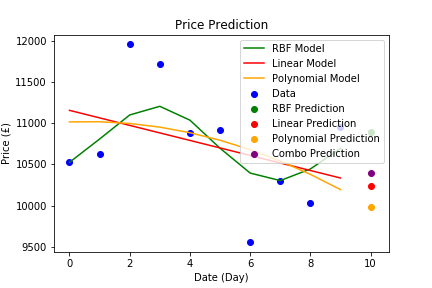 Price Prediction
12000
11500
11000
10500
10000
9500
Price (£)
RBF Model
Linear Model
Polynomial Model
Data
RBF Prediction
Linear Prediction
Polynomial Prediction
Combo Prediction
0 2 4 6 8 10
Date (Day)